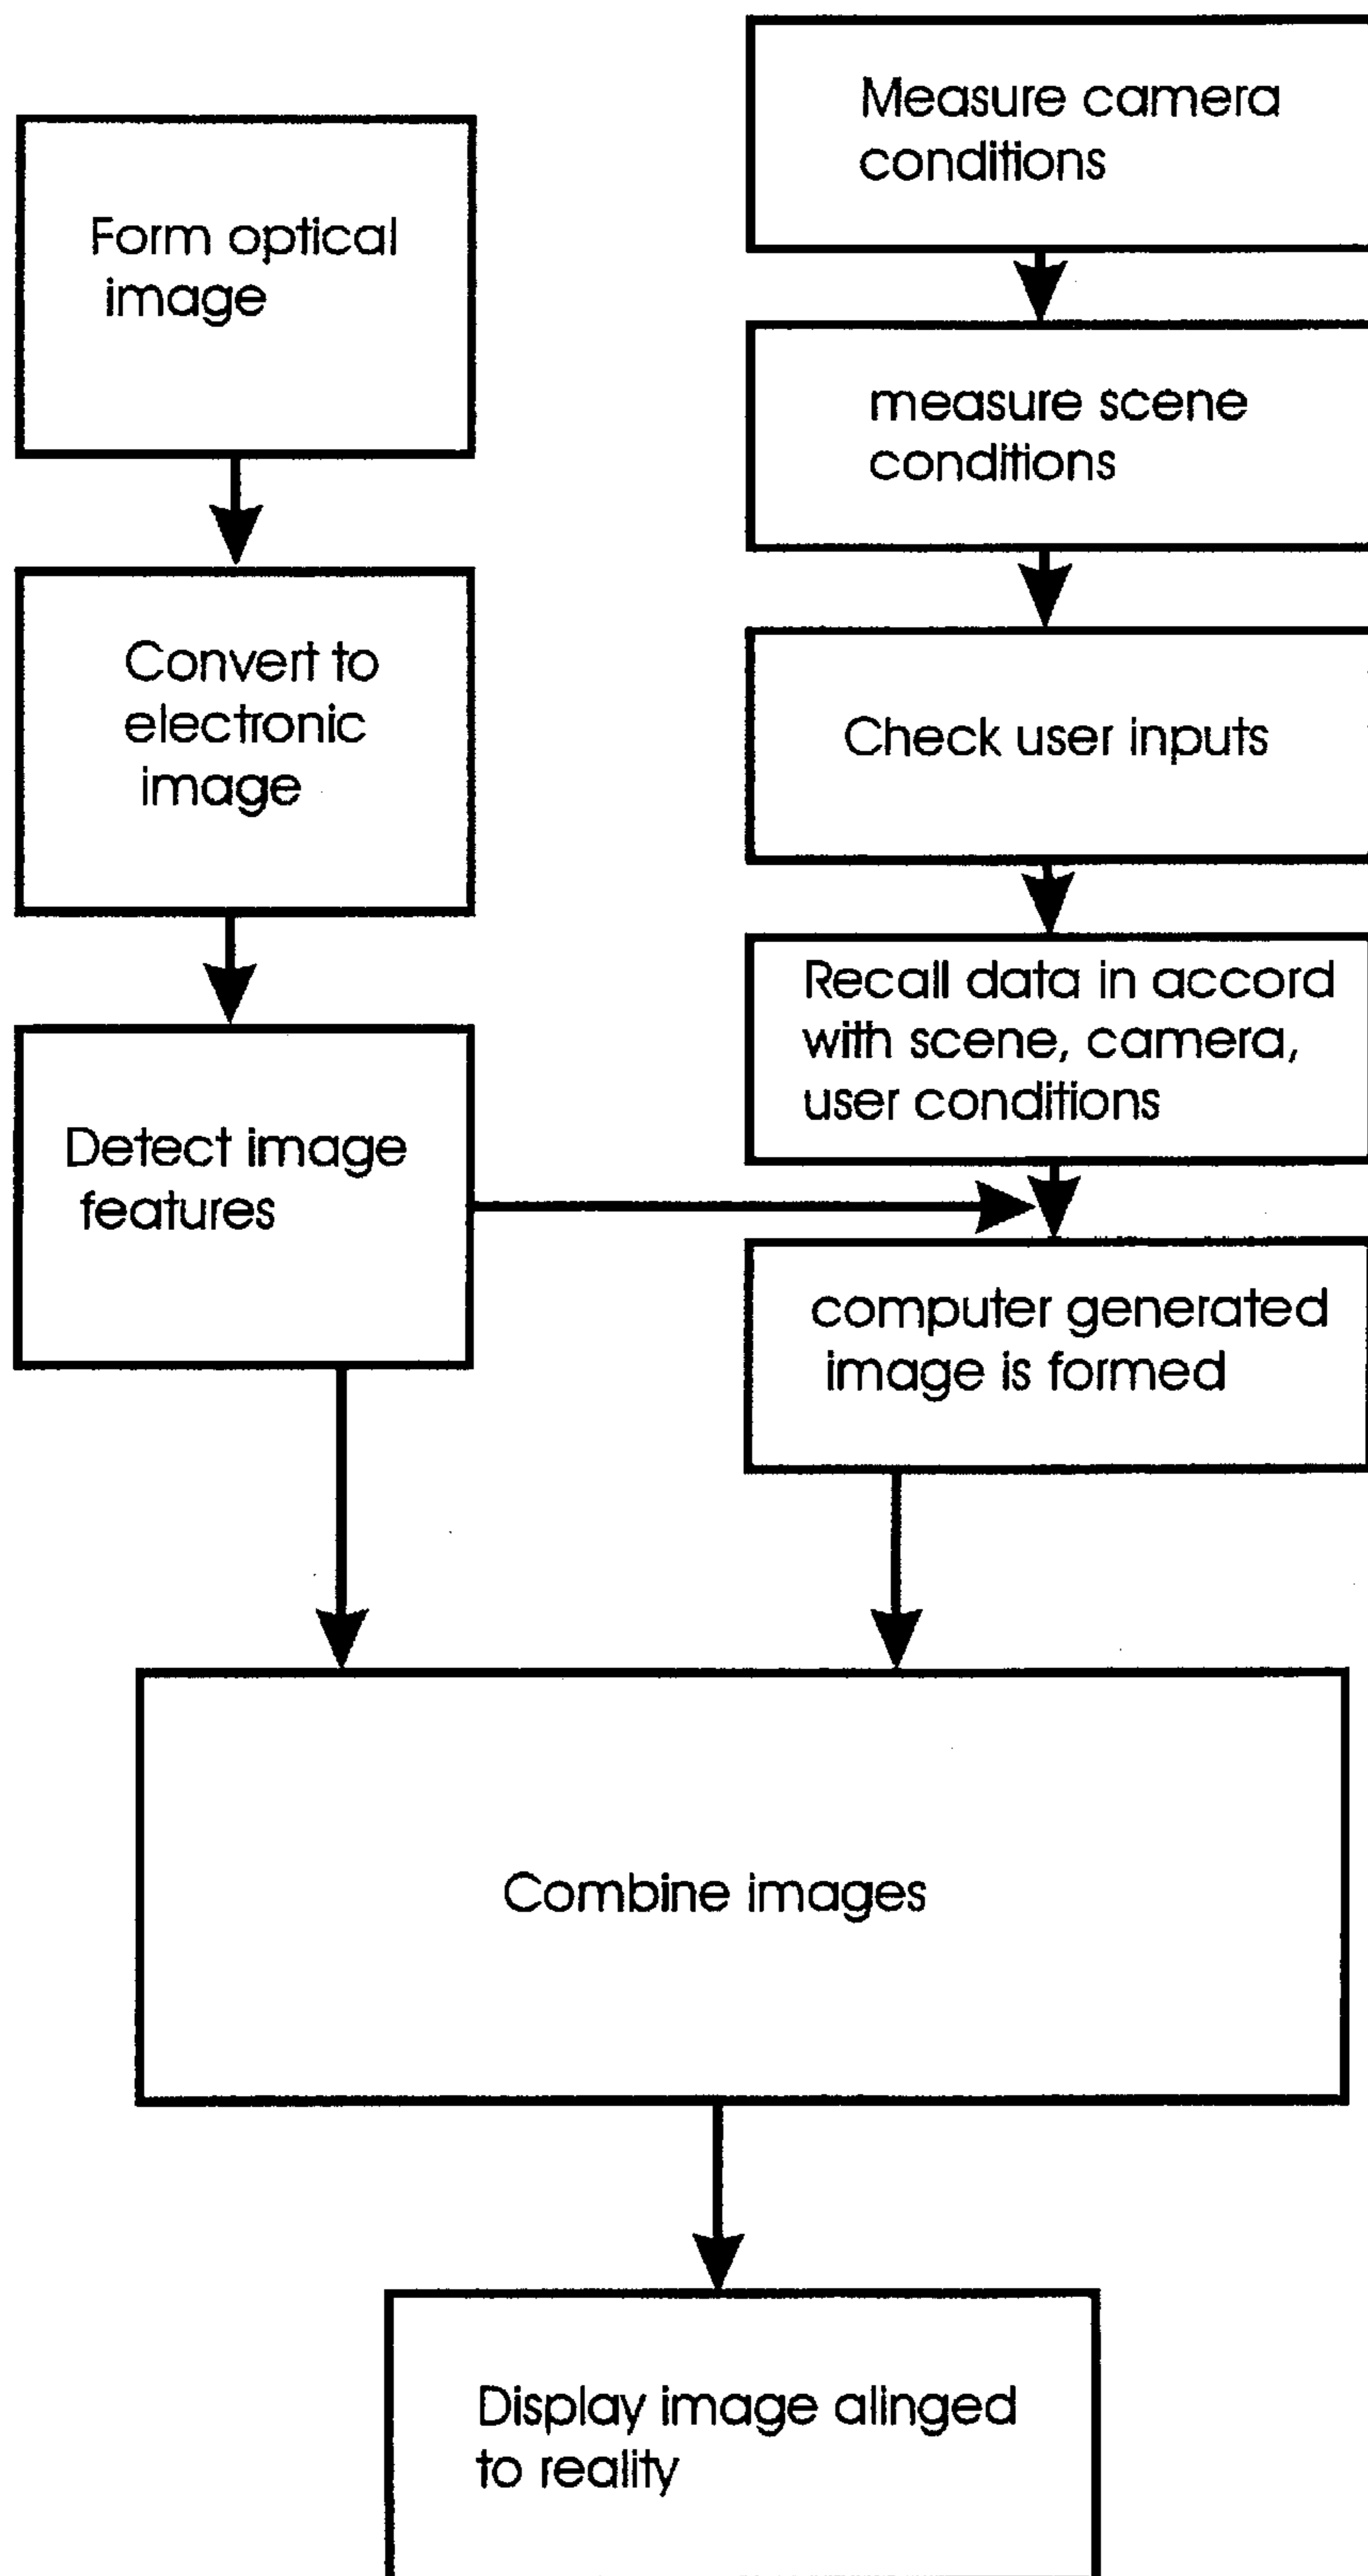 Measure camera
conditions
Form optical
image
measure scene
conditions
Convert to
electronic
image
Check user inputs
Recall data in accord
with scene, camera,
user conditions
Detect image
features
computer generated
image is formed
Combine images
Display image alinged
to reality